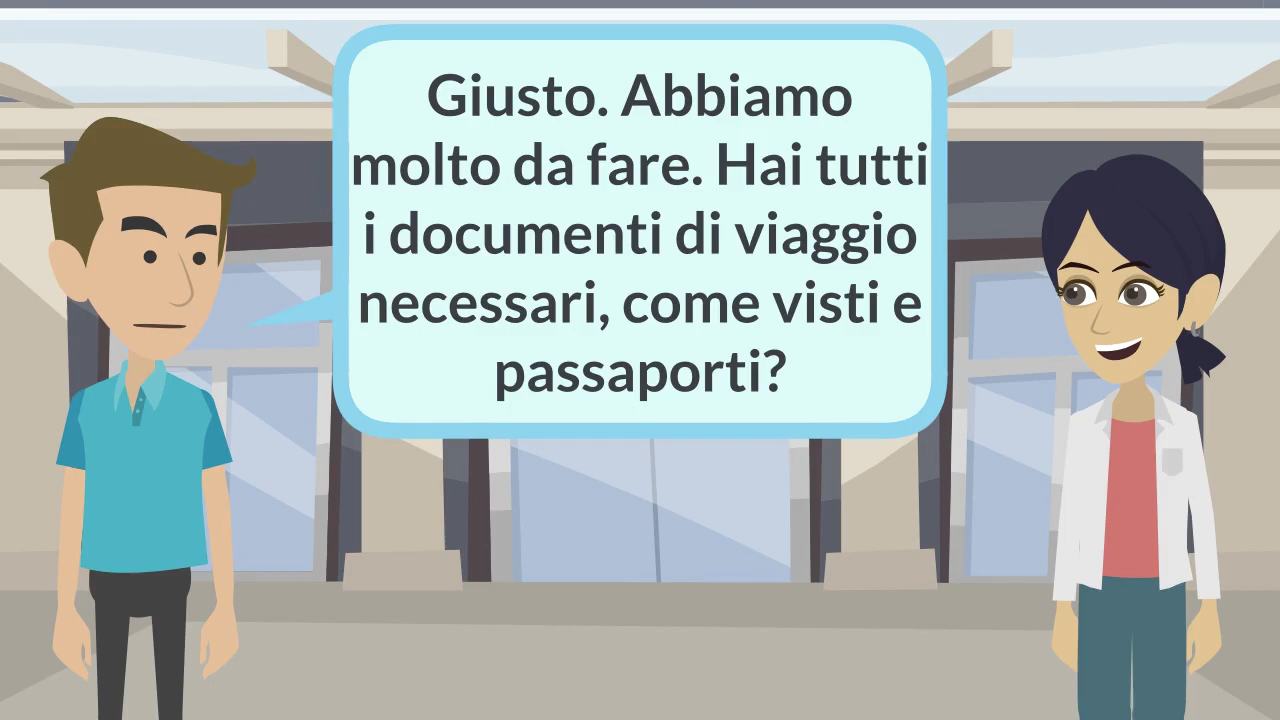 Giusto. Abbiamo
molto da fare. Hai tutti
i documenti di viaggio
necessari, come visti e
passaporti?